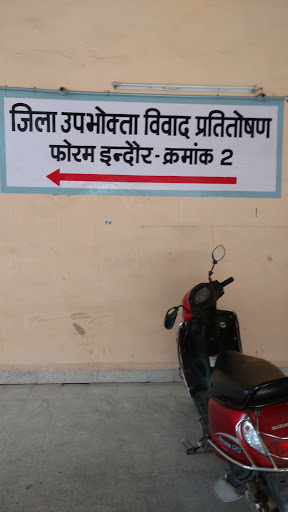 जिला उपभोक्ता विवाद प्रतितोषण
फोरम इन्दौर - क्रमांक 2